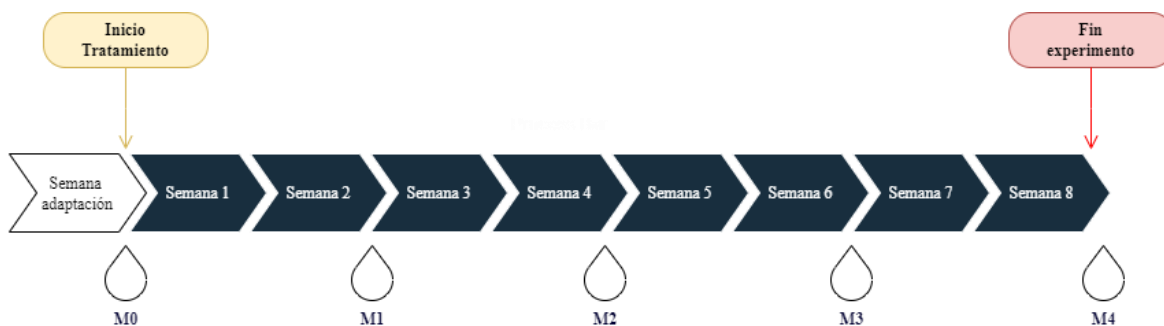 Inicio
Tratamiento
Fin
experimento
Semana
adaptación
Semana 1
Semana 2
Semana 3
Semana 4
Semana 5
Semana 6
Semana 7
Semana 8
M0
M1
M2
M3
M4